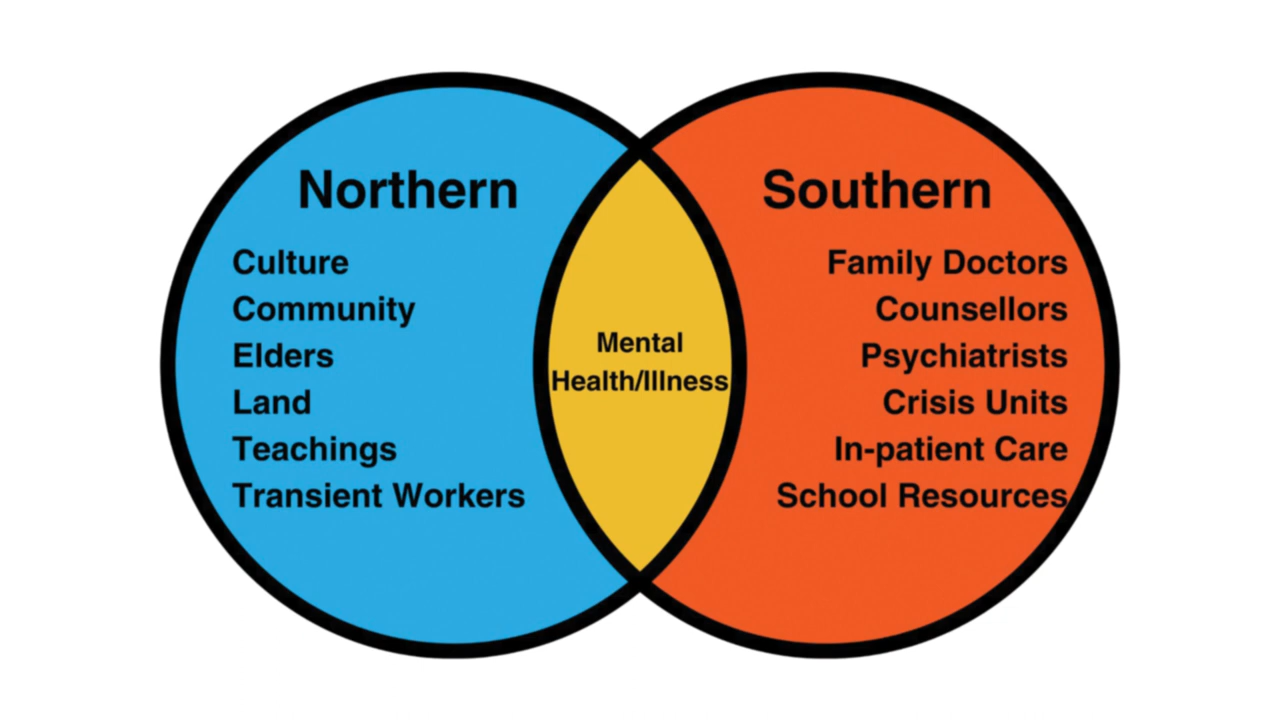 Northern
Culture
Community
Elders
Land
Teachings
Transient Workers
Mental
Health/Illness
Southern
Family Doctors
Counsellors
Psychiatrists
Crisis Units
In-patient Care
School Resources